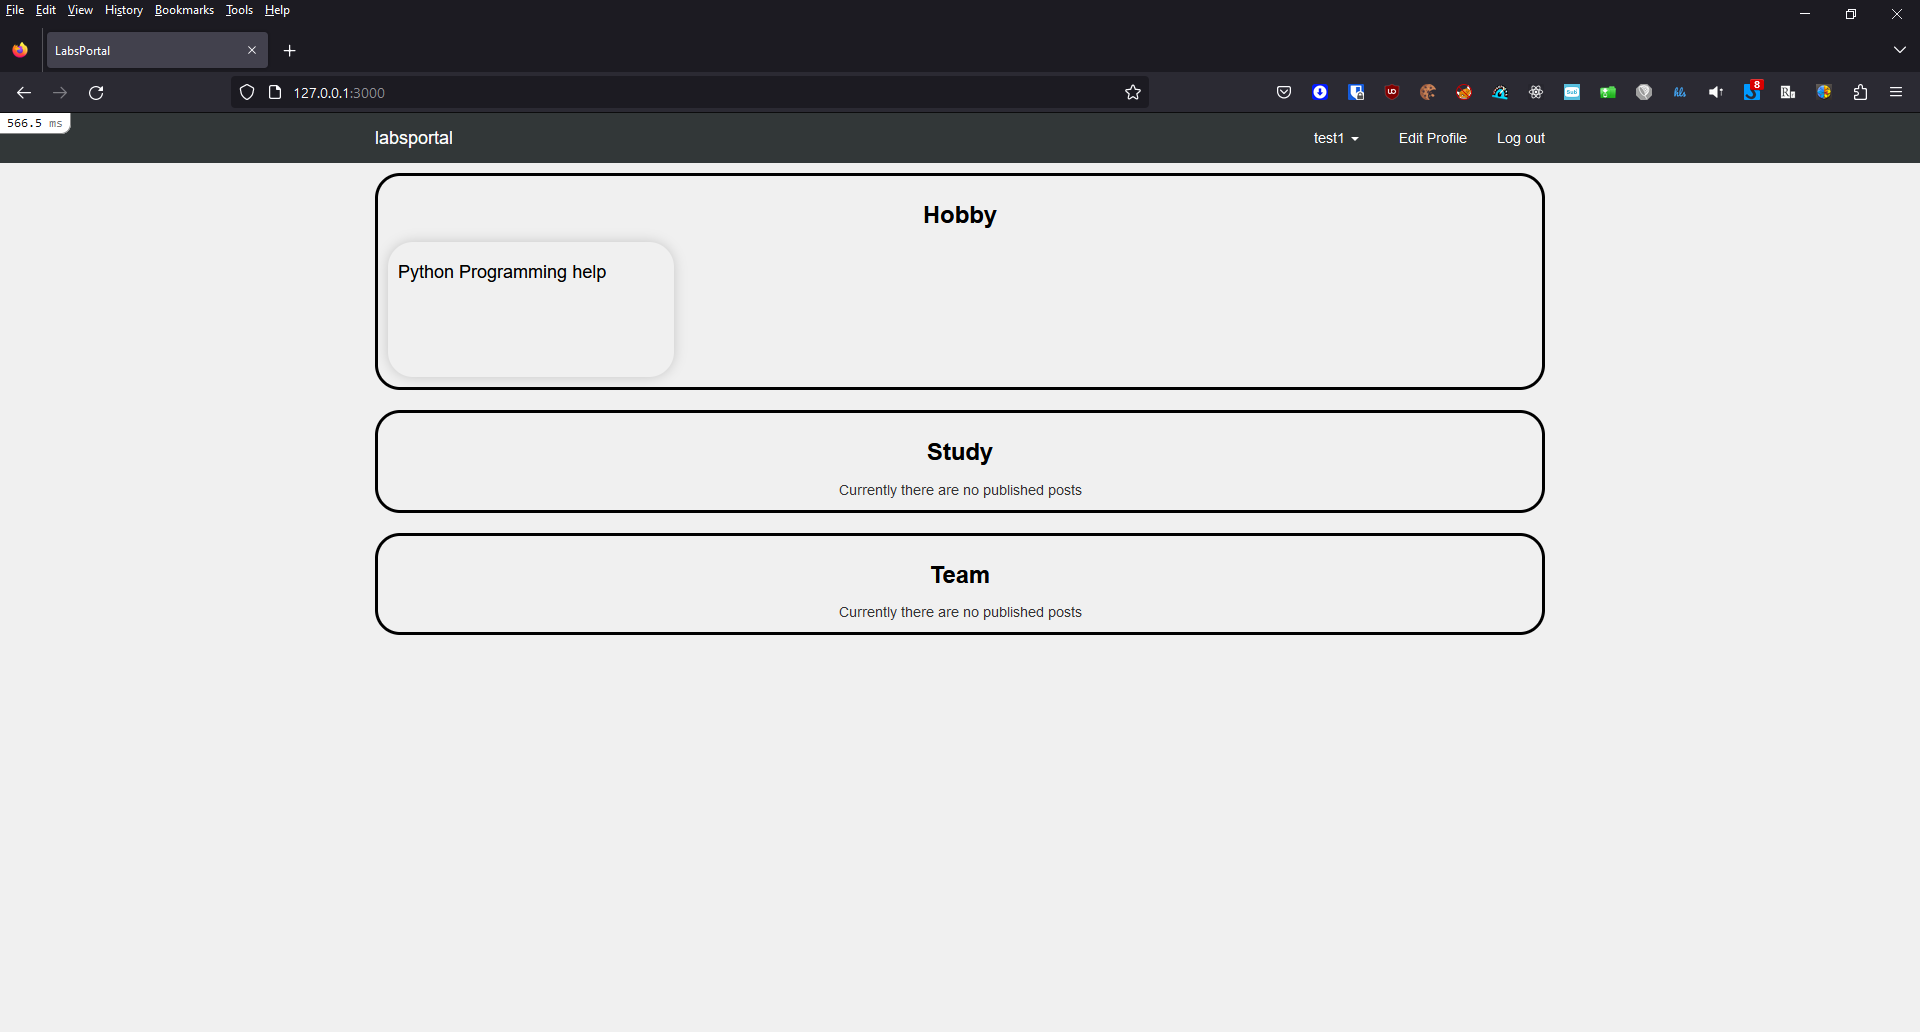 File Edit View History Bookmarks Tools Help
LabsPortal
127.0.0.1:3000
8
566.5 ms
labsportal
test1
Edit Profile
Log out
Hobby
Python Programming help
Study
Currently there are no published posts
Team
Currently there are no published posts